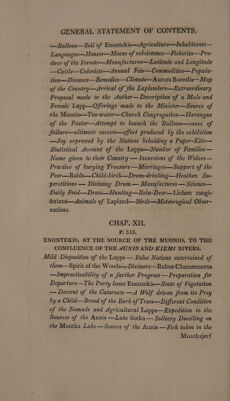 GENERAL STATEMENT OF CONTENTS.
—Balloon—Soil of Enontekis—Agriculture—Inhabitants—
Languages—Houses—Means of subsistence—Fisheries—Pro-
duce of the Forests—Manufactures—Latitude and Longitude
—Cattle—Colonists—Annual Fair—Commodities—Popula-
tion—Diseases—Remedies—Climate—Aurora Borealis—Map
of the Country—Arrival of the Laplanders—Extraordinary
Proposal made to the Author—Description of a Male and
Female Lapp—Offerings made to the Minister—Source of
the Muonio—Tea-water—Church Congregation—Harangue
of the Pastor—Attempt to launch the Balloon—cause of
failure—ultimate success—effect produced by the exhibition
—Joy expressed by the Natives beholding a Paper-Kite—
Statistical Account of the Lapps—Number of Families—
Name given to their Country—Incursions of the Wolves—
Practice of burying Treasure—Marriages—Support of the
Poor—Raids—Child-birth—Dram-drinking—Heathen Su-
perstitions — Divining Drum — Manufactures — Science—
Daily Food—Dress—Hunting—Rein-Deer—Lichen rangi-
ferinus—Animals of Lapland—Birds—Meteorological Obser-
vations.
CHAP. XII.
P. 515.
ENONTEKIS, AT THE SOURCE OF THE MUONIO, TO THE
CONFLUENCE OF THE AUNIS AND KIEMI RIVERS.
Mild Disposition of the Lapps — False Notions entertained of
them—Spirit of the Woods—Diviners—Rubus Chamæmorus
—Impracticability of a further Progress—Preparation for
Departure—The Party leave Enontekis—State of Vegetation
—Descent of the Cataracts—A Wolf driven from its Prey
by a Child—Bread of the Bark of Trees—Different Condition
of the Nomade and Agricultural Lapps—Expedition to the
Sources of the Aunis—Lake Sotka—Solitary Dwelling on
the Muotka Lake—Source of the Aunis—Fish taken in the
Muotkajerf